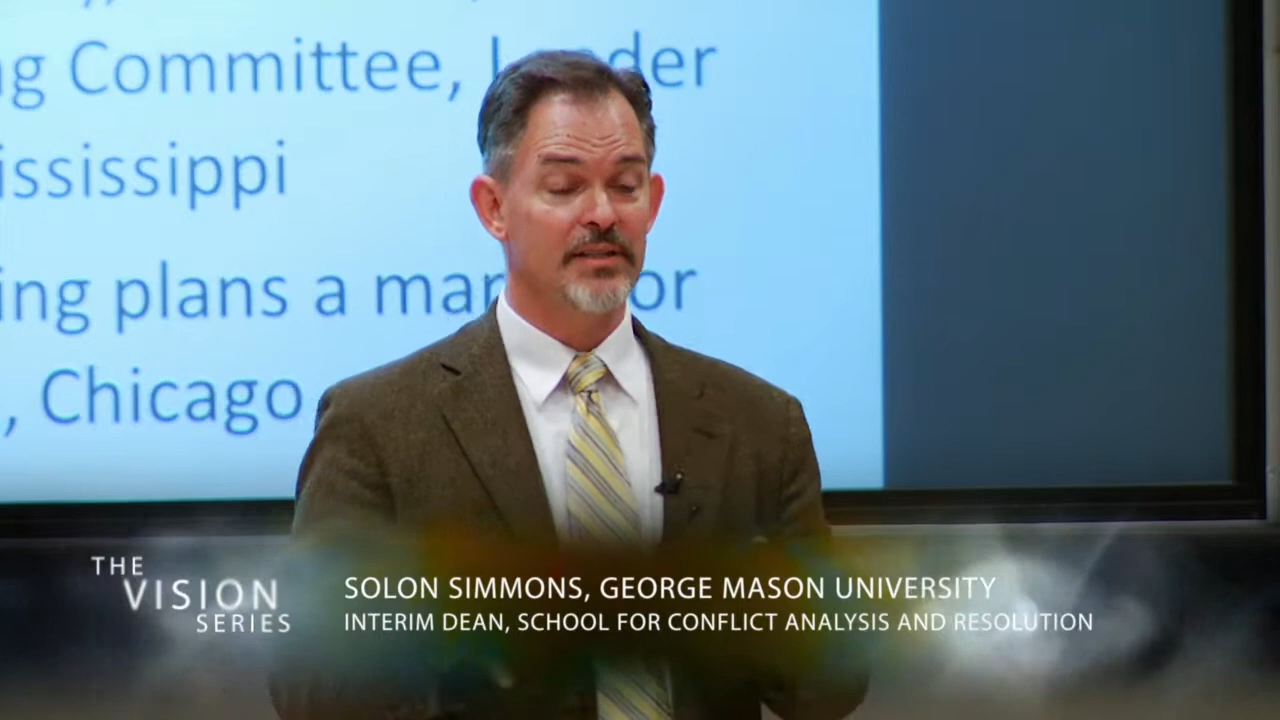 ng Committee,
ississippi
ing plans a
, Chicago
THE
VISION
SERIES
SOLON SIMMONS, GEORGE MASON UNIVERSITY
INTERIM DEAN, SCHOOL FOR CONFLICT ANALYSIS AND RESOLUTION